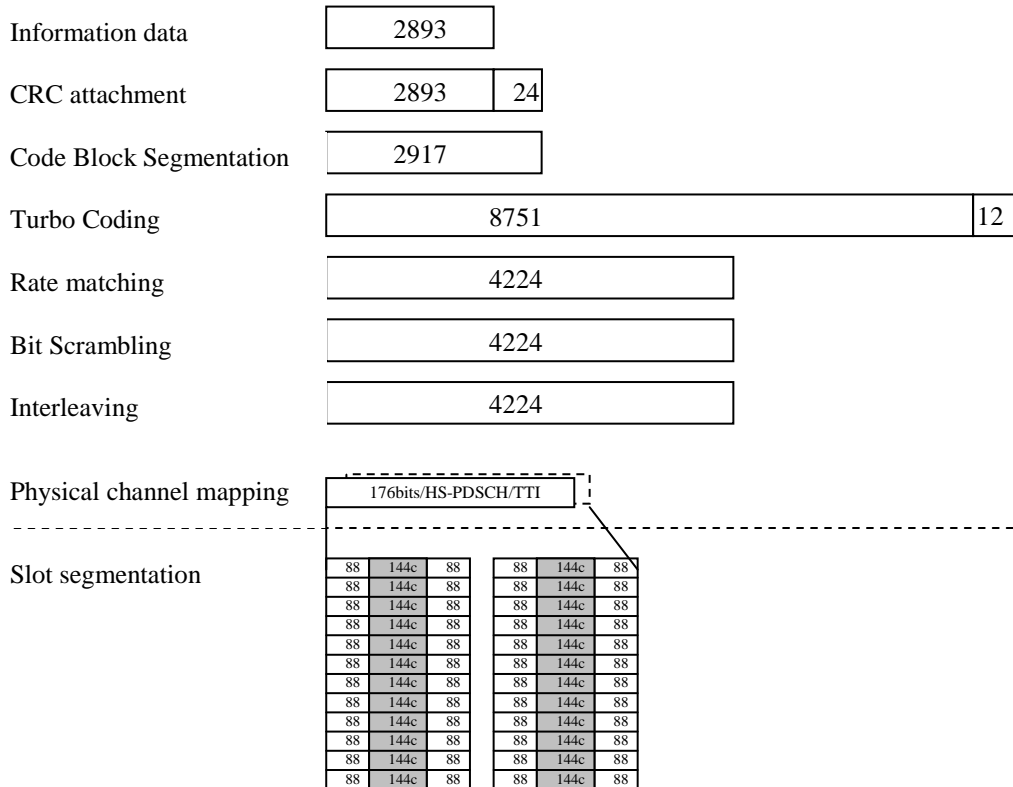 Information data 2893
CRC attachment 2893 24
Code Block Segmentation 2917
Turbo Coding 8751 12
Rate matching 4224
Bit Scrambling 4224
Interleaving 4224
Physical channel mapping 176bits/HS-PDSCH/TTI
Slot segmentation 88 144c 88 88 144c 88
88 144c 88 88 144c 88
88 144c 88 88 144c 88
88 144c 88 88 144c 88
88 144c 88 88 144c 88
88 144c 88 88 144c 88
88 144c 88 88 144c 88
88 144c 88 88 144c 88
88 144c 88 88 144c 88
88 144c 88 88 144c 88
88 144c 88 88 144c 88
88 144c 88 88 144c 88